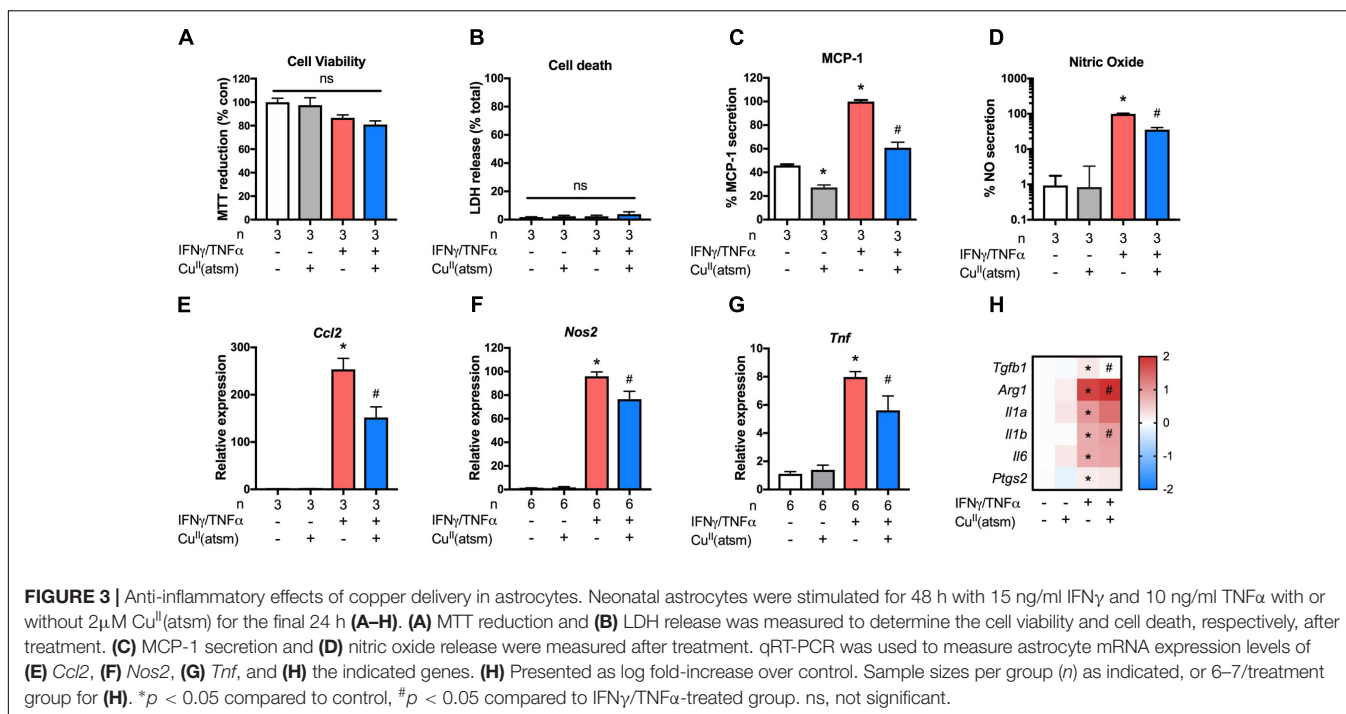 A
Cell Viability
ns
MTT reduction (% con)
120
100
80
60
40
20
0
n 3 3 3 3
IFNγ/TNFα - - + +
Cuᴵᴵ(atsm) - + - +
B
Cell death
ns
LDH release (% total)
100
80
60
40
20
0
n 3 3 3 3
IFNγ/TNFα - - + +
Cuᴵᴵ(atsm) - + - +
C
MCP-1
% MCP-1 secretion
120
100
80
60
40
20
0
* * #
n 3 3 3 3
IFNγ/TNFα - - + +
Cuᴵᴵ(atsm) - + - +
D
Nitric Oxide
% NO secretion
1000
100
10
1
0.1
* #
n 3 3 3 3
IFNγ/TNFα - - + +
Cuᴵᴵ(atsm) - + - +
E
Ccl2
Relative expression
300
200
100
0
* #
n 3 3 3 3
IFNγ/TNFα - - + +
Cuᴵᴵ(atsm) - + - +
F
Nos2
Relative expression
120
100
80
60
40
20
0
* #
n 6 6 6 6
IFNγ/TNFα - - + +
Cuᴵᴵ(atsm) - + - +
G
Tnf
Relative expression
10
8
6
4
2
0
* #
n 6 6 6 6
IFNγ/TNFα - - + +
Cuᴵᴵ(atsm) - + - +
H
Tgfb1 * #
Arg1 * #
Il1a *
Il1b * #
Il6 *
Ptgs2 *
2
1
0
-1
-2
IFNγ/TNFα - - + +
Cuᴵᴵ(atsm) - + - +
FIGURE 3 | Anti-inflammatory effects of copper delivery in astrocytes. Neonatal astrocytes were stimulated for 48 h with 15 ng/ml IFNγ and 10 ng/ml TNFα with or
without 2μM Cuᴵᴵ(atsm) for the final 24 h (A–H). (A) MTT reduction and (B) LDH release was measured to determine the cell viability and cell death, respectively, after
treatment. (C) MCP-1 secretion and (D) nitric oxide release were measured after treatment. qRT-PCR was used to measure astrocyte mRNA expression levels of
(E) Ccl2, (F) Nos2, (G) Tnf, and (H) the indicated genes. (H) Presented as log fold-increase over control. Sample sizes per group (n) as indicated, or 6–7/treatment
group for (H). *p < 0.05 compared to control, #p < 0.05 compared to IFNγ/TNFα-treated group. ns, not significant.